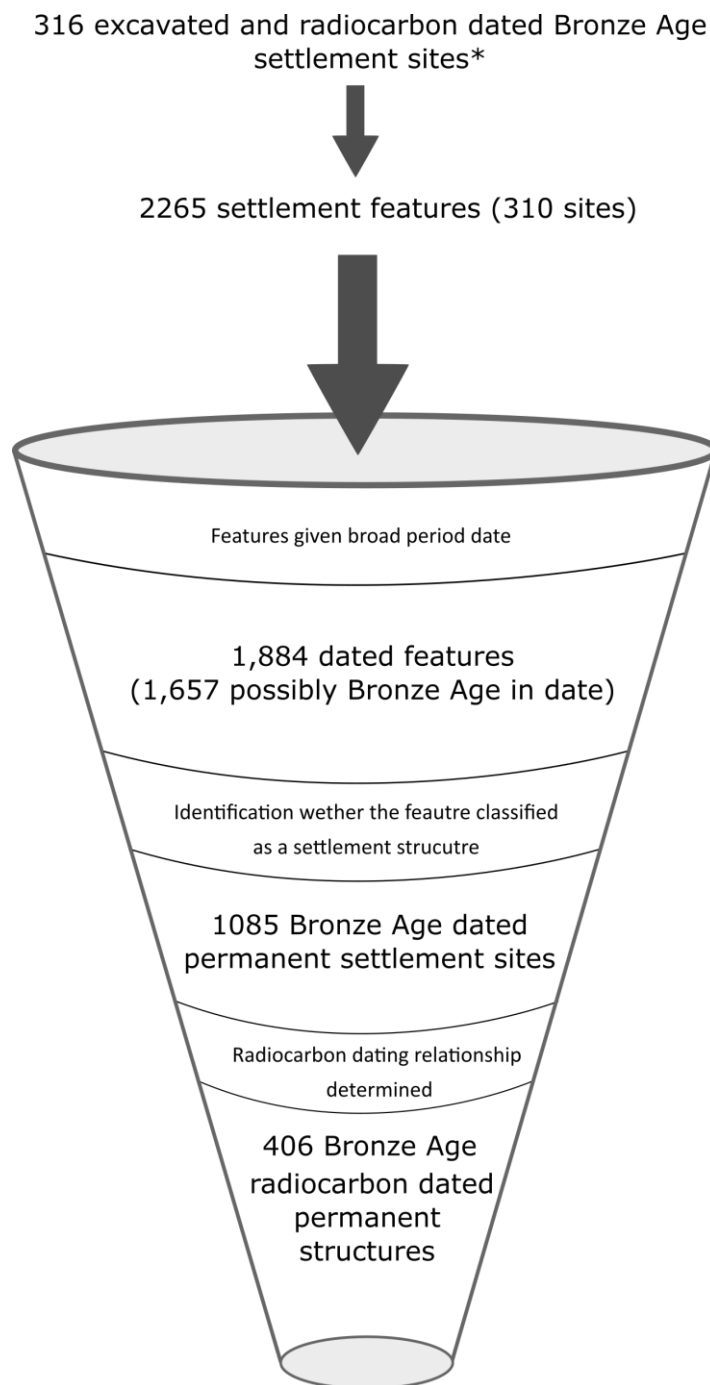 316 excavated and radiocarbon dated Bronze Age
settlement sites*
2265 settlement features (310 sites)
Features given broad period date
1,884 dated features
(1,657 possibly Bronze Age in date)
Identification wether the feautre classified
as a settlement strucutre
1085 Bronze Age dated
permanent settlement sites
Radiocarbon dating relationship
determined
406 Bronze Age
radiocarbon dated
permanent
structures